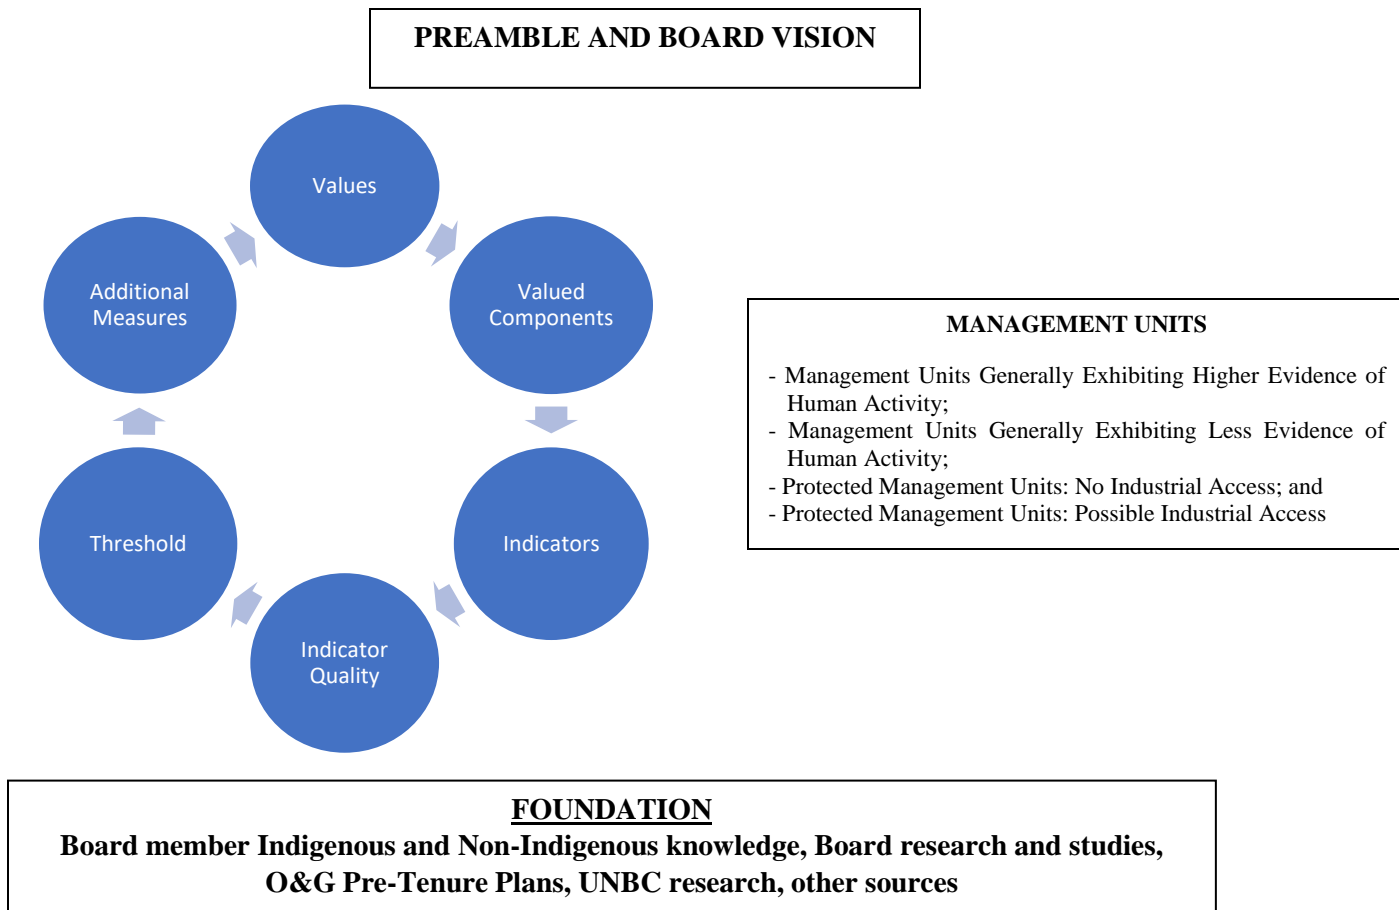 PREAMBLE AND BOARD VISION
Values
Valued
Components
Indicators
Indicator
Quality
Threshold
Additional
Measures
MANAGEMENT UNITS
- Management Units Generally Exhibiting Higher Evidence of
Human Activity;
- Management Units Generally Exhibiting Less Evidence of
Human Activity;
- Protected Management Units: No Industrial Access; and
- Protected Management Units: Possible Industrial Access
FOUNDATION
Board member Indigenous and Non-Indigenous knowledge, Board research and studies,
O&G Pre-Tenure Plans, UNBC research, other sources